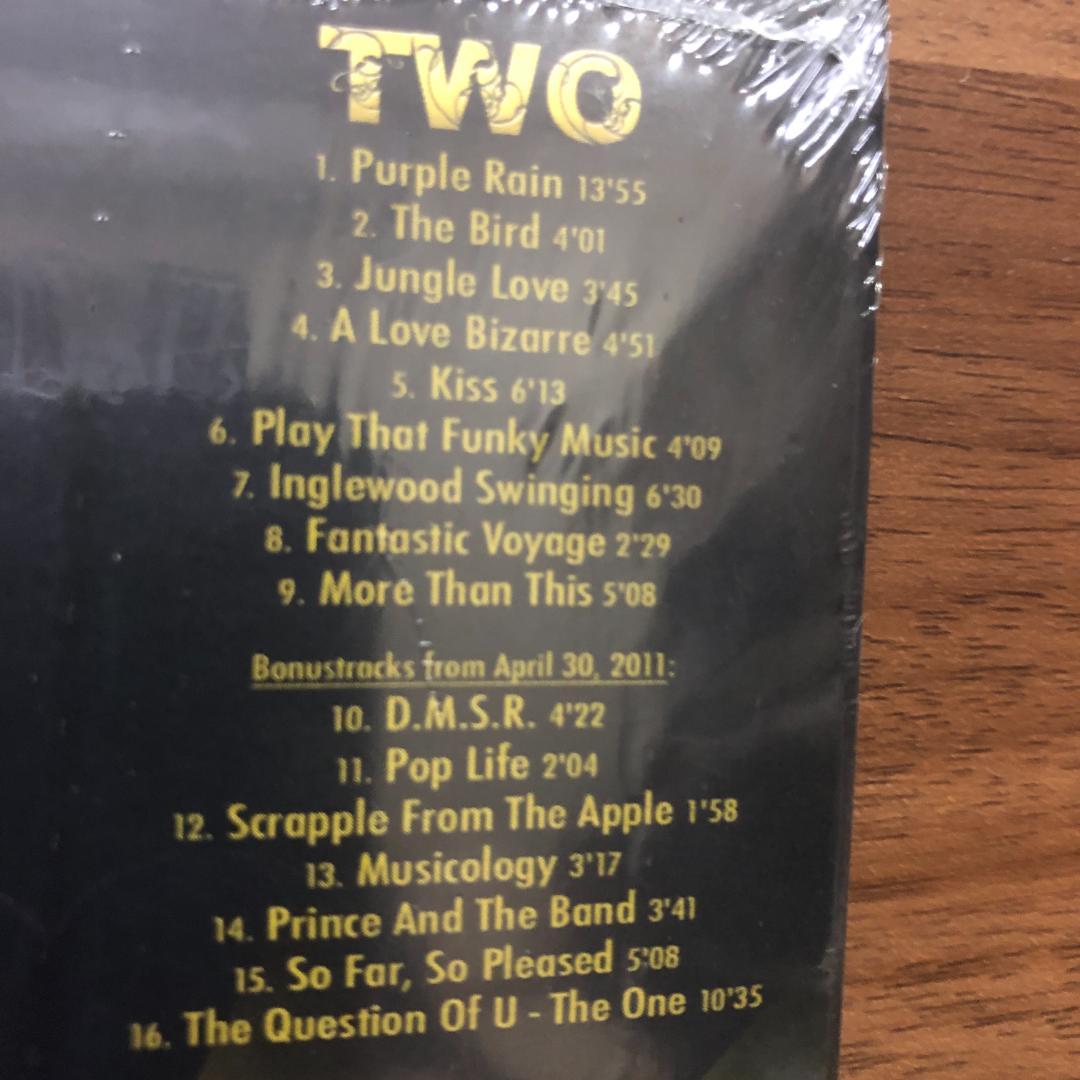 TWO
1. Purple Rain 13'55
2. The Bird 4'01
3. Jungle Love 3'45
4. A Love Bizarre 4'51
5. Kiss 6'13
6. Play That Funky Music 4'09
7. Inglewood Swinging 6'30
8. Fantastic Voyage 2'29
9. More Than This 5'08
Bonustracks from April 30, 2011:
10. D.M.S.R. 4'22
11. Pop Life 2'04
12. Scrapple From The Apple 1'58
13. Musicology 3'17
14. Prince And The Band 3'41
15. So Far, So Pleased 5'08
16. The Question Of U - The One 10'35